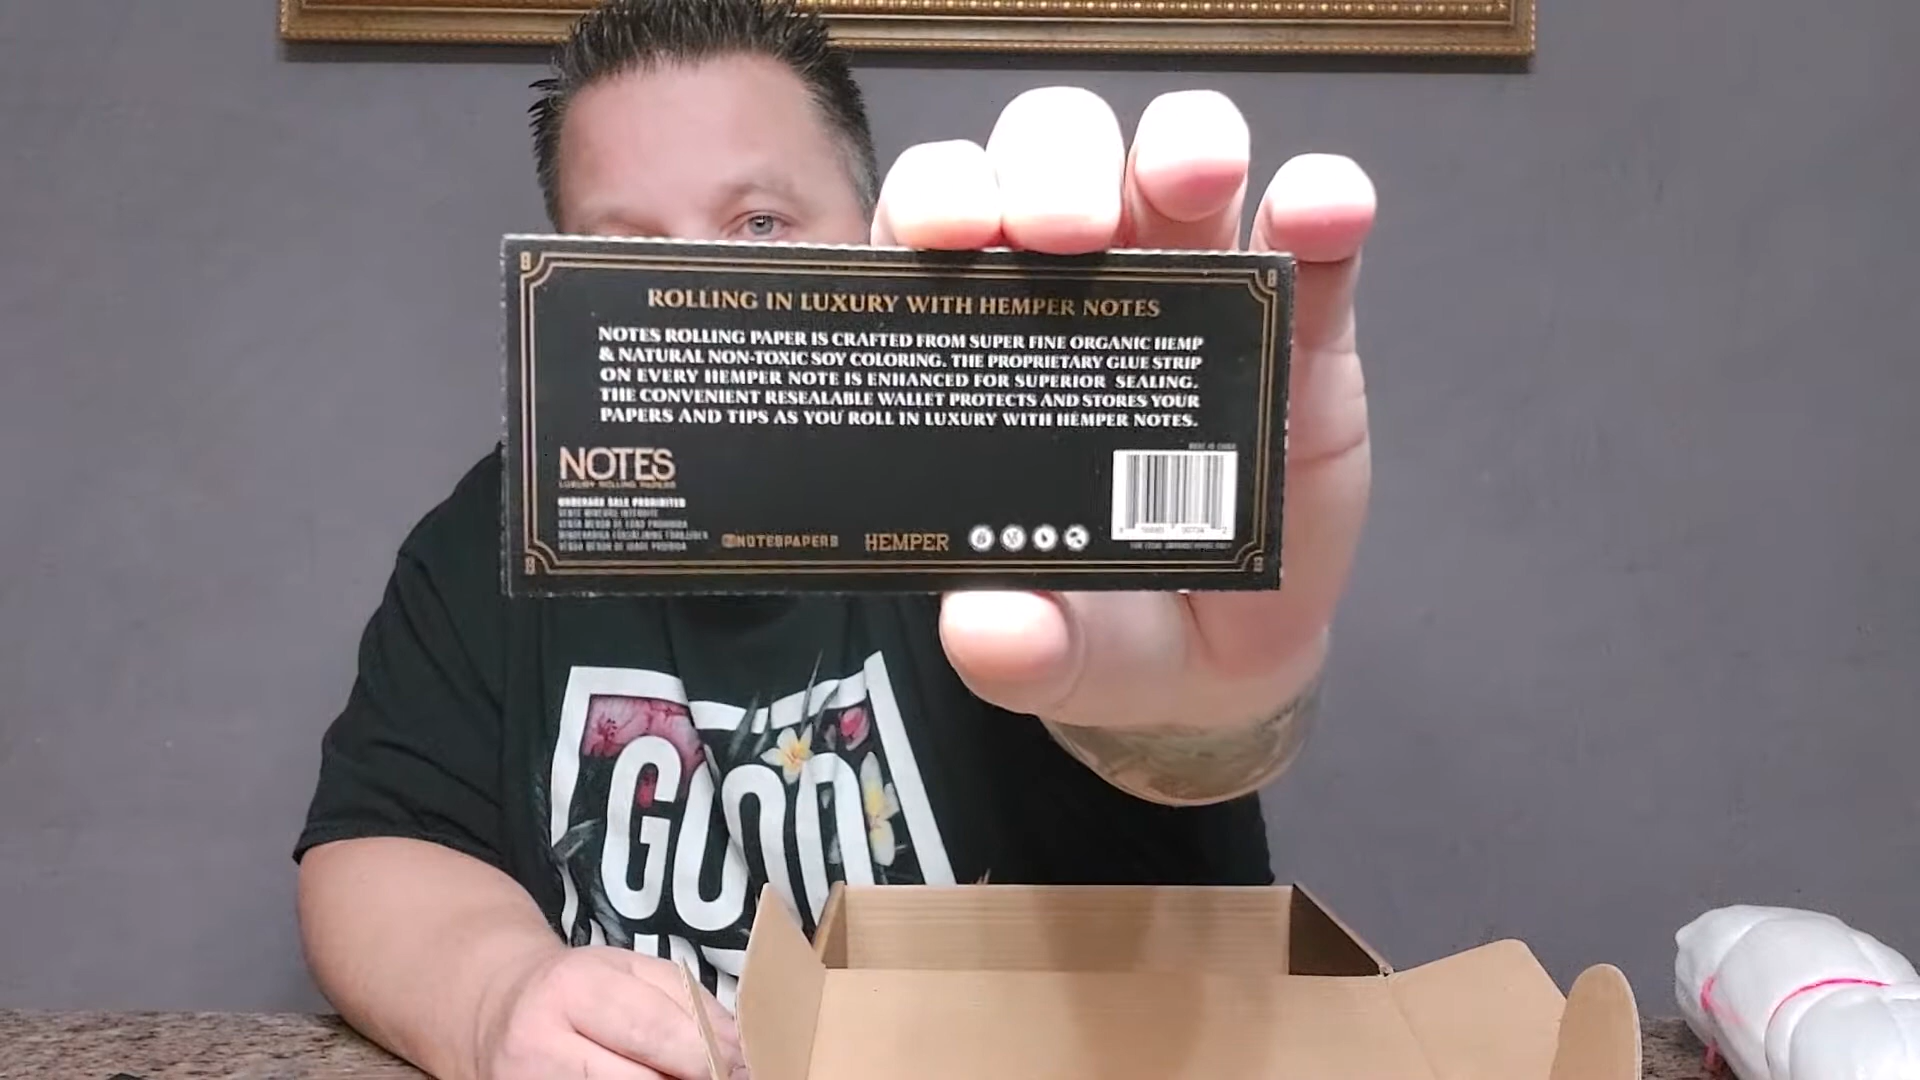 ROLLING IN LUXURY WITH HEMPER NOTES
NOTES ROLLING PAPER IS CRAFTED FROM SUPER FINE ORGANIC HEMP
& NATURAL NON-TOXIC SOY COLORING. THE PROPRIETARY GLUE STRIP
ON EVERY HEMPER NOTE IS ENHANCED FOR SUPERIOR SEALING.
THE CONVENIENT RESEALABLE WALLET PROTECTS AND STORES YOUR
PAPERS AND TIPS AS YOU ROLL IN LUXURY WITH HEMPER NOTES.
NOTES
LUXURY ROLLING PAPERS
UNDERAGE SALE PROHIBITED
NOTESPAPERS
HEMPER
GOOD